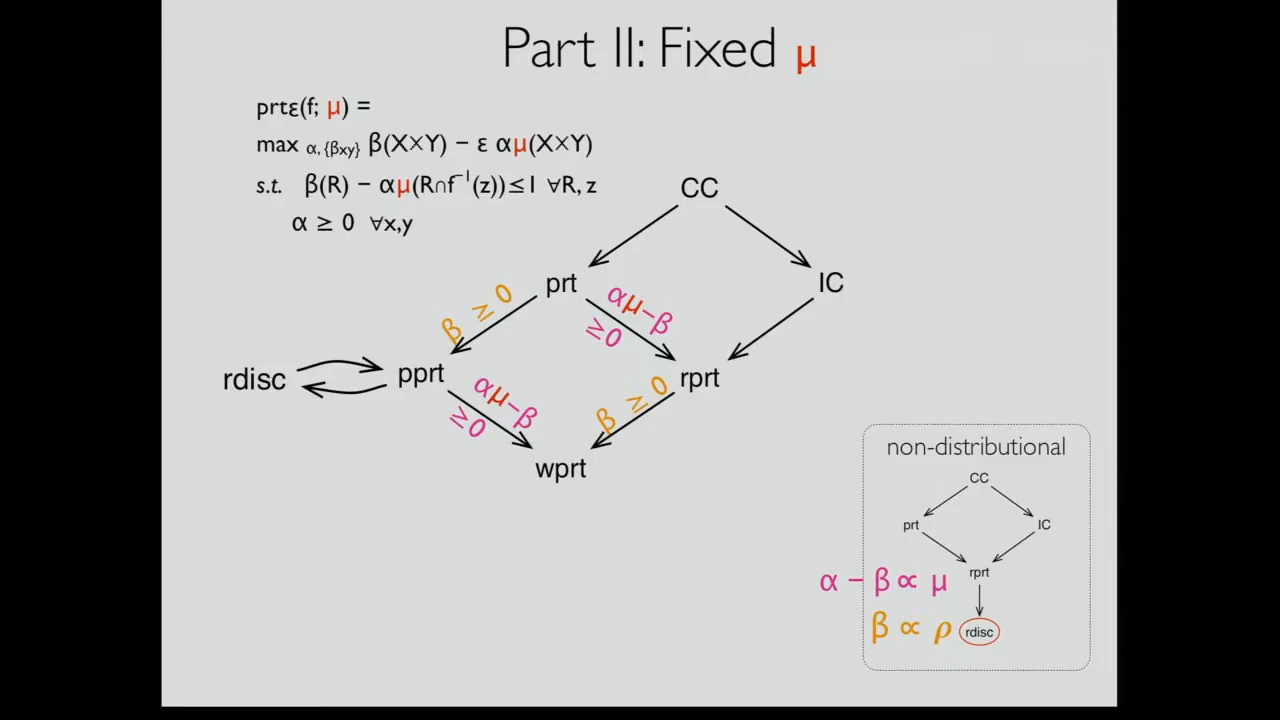 Part II: Fixed μ
prtε(f; μ) =
max α, {βxy} β(X×Y) − ε αμ(X×Y)
s.t. β(R) − αμ(R∩f⁻¹(z))≤1 ∀R, z
α ≥ 0 ∀x,y
CC
prt
IC
β ≥ 0
αμ−β
≥0
rdisc
pprt
rprt
αμ−β
≥0
β ≥ 0
wprt
non-distributional
CC
prt
IC
rprt
α − β ∝ μ
β ∝ ρ
rdisc